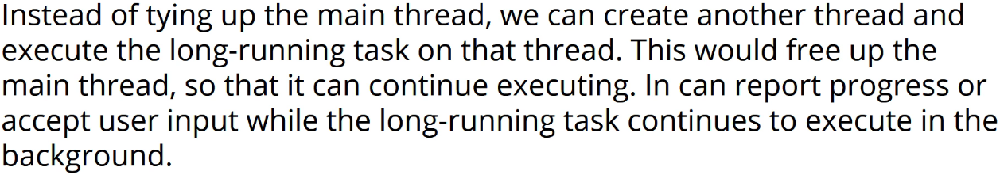 Instead of tying up the main thread, we can create another thread and
execute the long-running task on that thread. This would free up the
main thread, so that it can continue executing. In can report progress or
accept user input while the long-running task continues to execute in the
background.